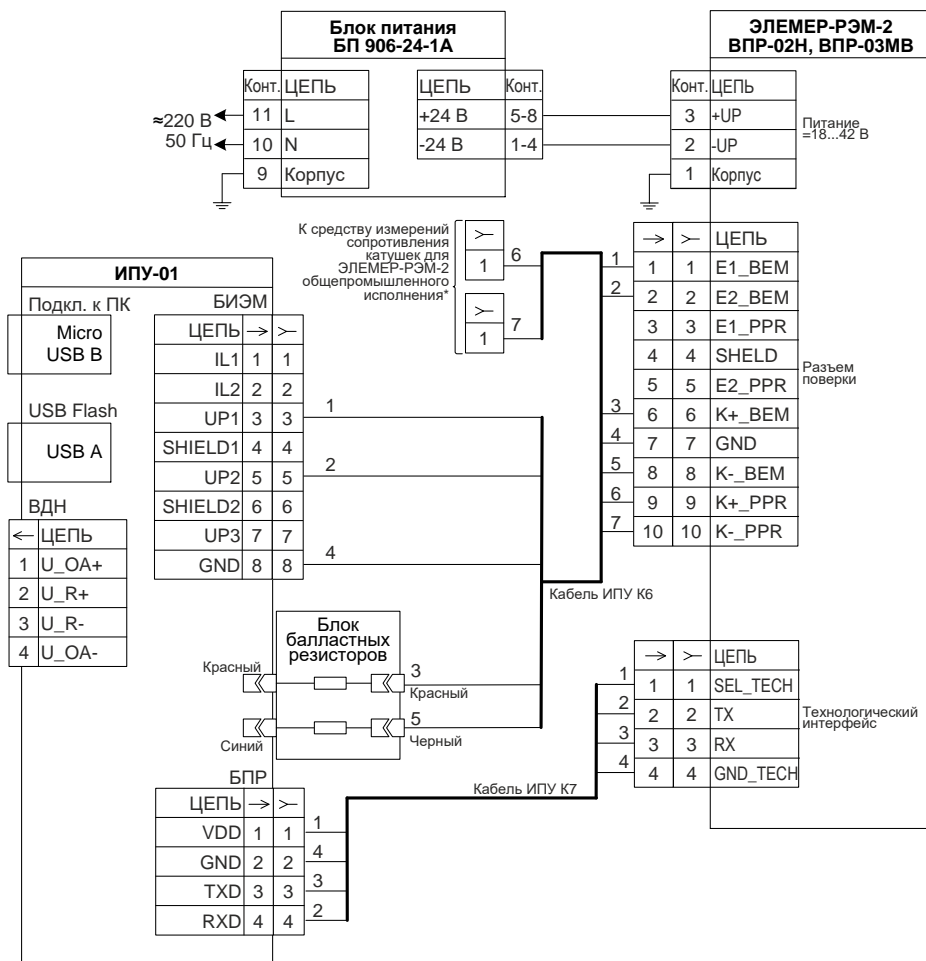 Блок питания
БП 906-24-1А
Конт. ЦЕПЬ
11 L
10 N
9 Корпус
≈220 В
50 Гц
ЦЕПЬ Конт.
+24 В 5-8
-24 В 1-4
ЭЛЕМЕР-РЭМ-2
ВПР-02Н, ВПР-03МВ
Конт. ЦЕПЬ
3 +UP
2 -UP
1 Корпус
Питание
=18...42 В
К средству измерений
сопротивления
катушек для
ЭЛЕМЕР-РЭМ-2
общепромышленного
исполнения*
1 6
1 7
→ >— ЦЕПЬ
1 1 1 E1_BEM
2 2 2 E2_BEM
3 3 E1_PPR
4 4 SHELD
5 5 E2_PPR
3 6 6 K+_BEM
4 7 7 GND
5 8 8 K-_BEM
6 9 9 K+_PPR
7 10 10 K-_PPR
Разъем
поверки
ИПУ-01
Подкл. к ПК
Micro
USB B
USB Flash
USB A
ВДН
← ЦЕПЬ
1 U_OA+
2 U_R+
3 U_R-
4 U_OA-
БИЭМ
ЦЕПЬ → >—
IL1 1 1
IL2 2 2
UP1 3 3 1
SHIELD1 4 4
UP2 5 5 2
SHIELD2 6 6
UP3 7 7
GND 8 8 4
Кабель ИПУ К6
Блок
балластных
резисторов
Красный
3
Красный
Синий
5
Черный
→ >— ЦЕПЬ
1 1 1 SEL_TECH
2 2 2 TX
3 3 3 RX
4 4 4 GND_TECH
Технологический
интерфейс
Кабель ИПУ К7
БПР
ЦЕПЬ → >—
VDD 1 1 1
GND 2 2 4
TXD 3 3 3
RXD 4 4 2